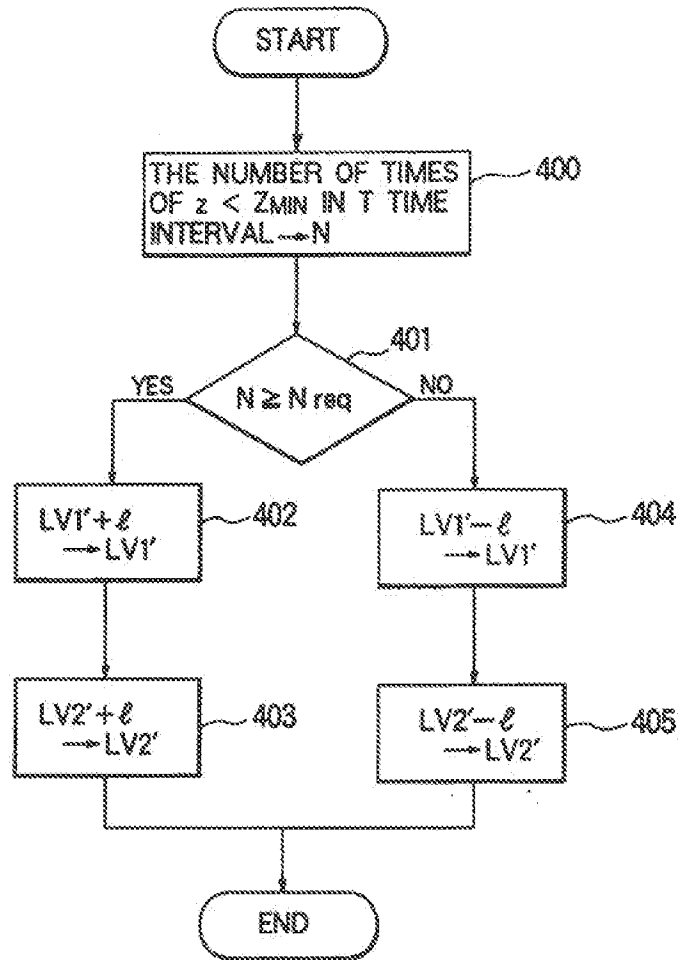 START
THE NUMBER OF TIMES
OF z < ZMIN IN T TIME
INTERVAL → N
400
401
N ≧ N req
YES
NO
LV1′+ℓ
→ LV1′
402
LV1′−ℓ
→ LV1′
404
LV2′+ℓ
→ LV2′
403
LV2′−ℓ
→ LV2′
405
END